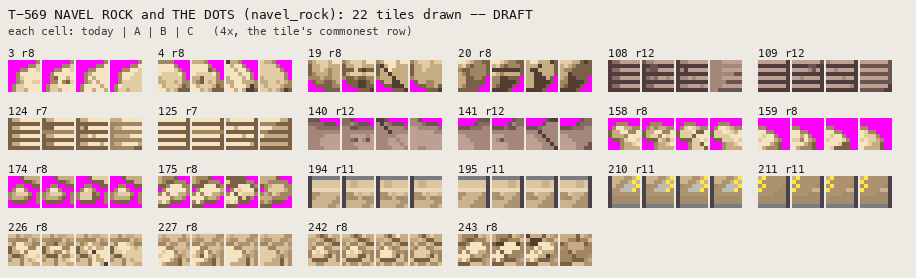 T-569 NAVEL ROCK and THE DOTS (navel_rock): 22 tiles drawn -- DRAFT
each cell: today | A | B | C   (4x, the tile's commonest row)
3 r8
4 r8
19 r8
20 r8
108 r12
109 r12
124 r7
125 r7
140 r12
141 r12
158 r8
159 r8
174 r8
175 r8
194 r11
195 r11
210 r11
211 r11
226 r8
227 r8
242 r8
243 r8